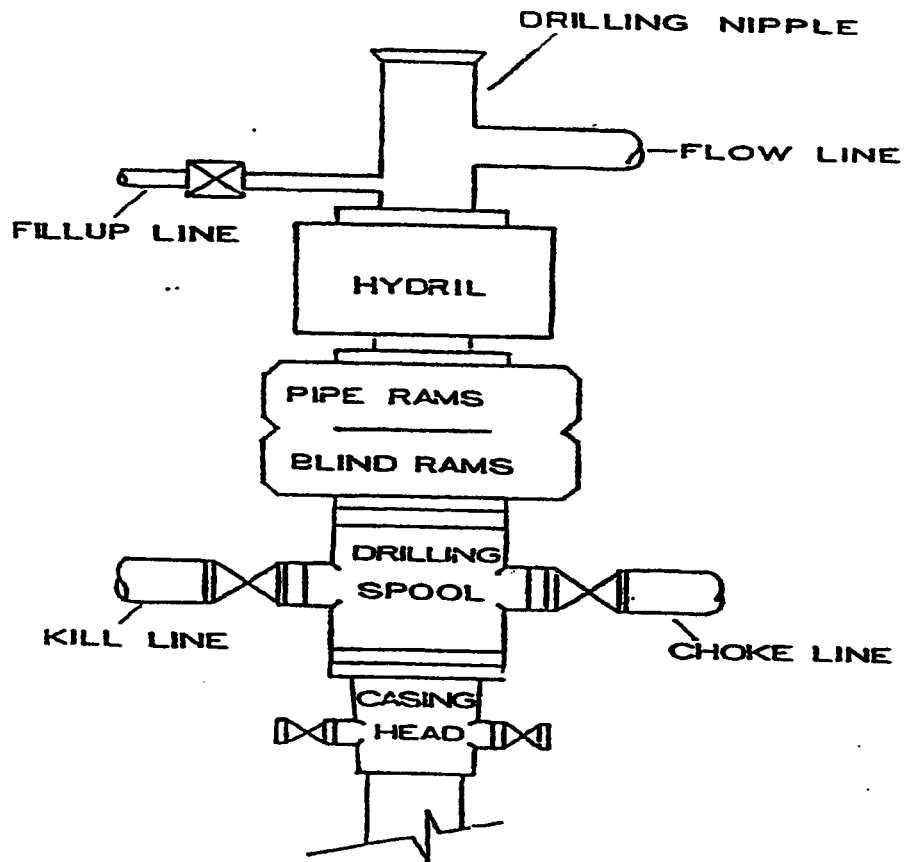 DRILLING NIPPLE
FLOW LINE
FILLUP LINE
HYDRIL
PIPE RAMS
BLIND RAMS
DRILLING
SPOOL
KILL LINE
CHOKE LINE
CASING
HEAD